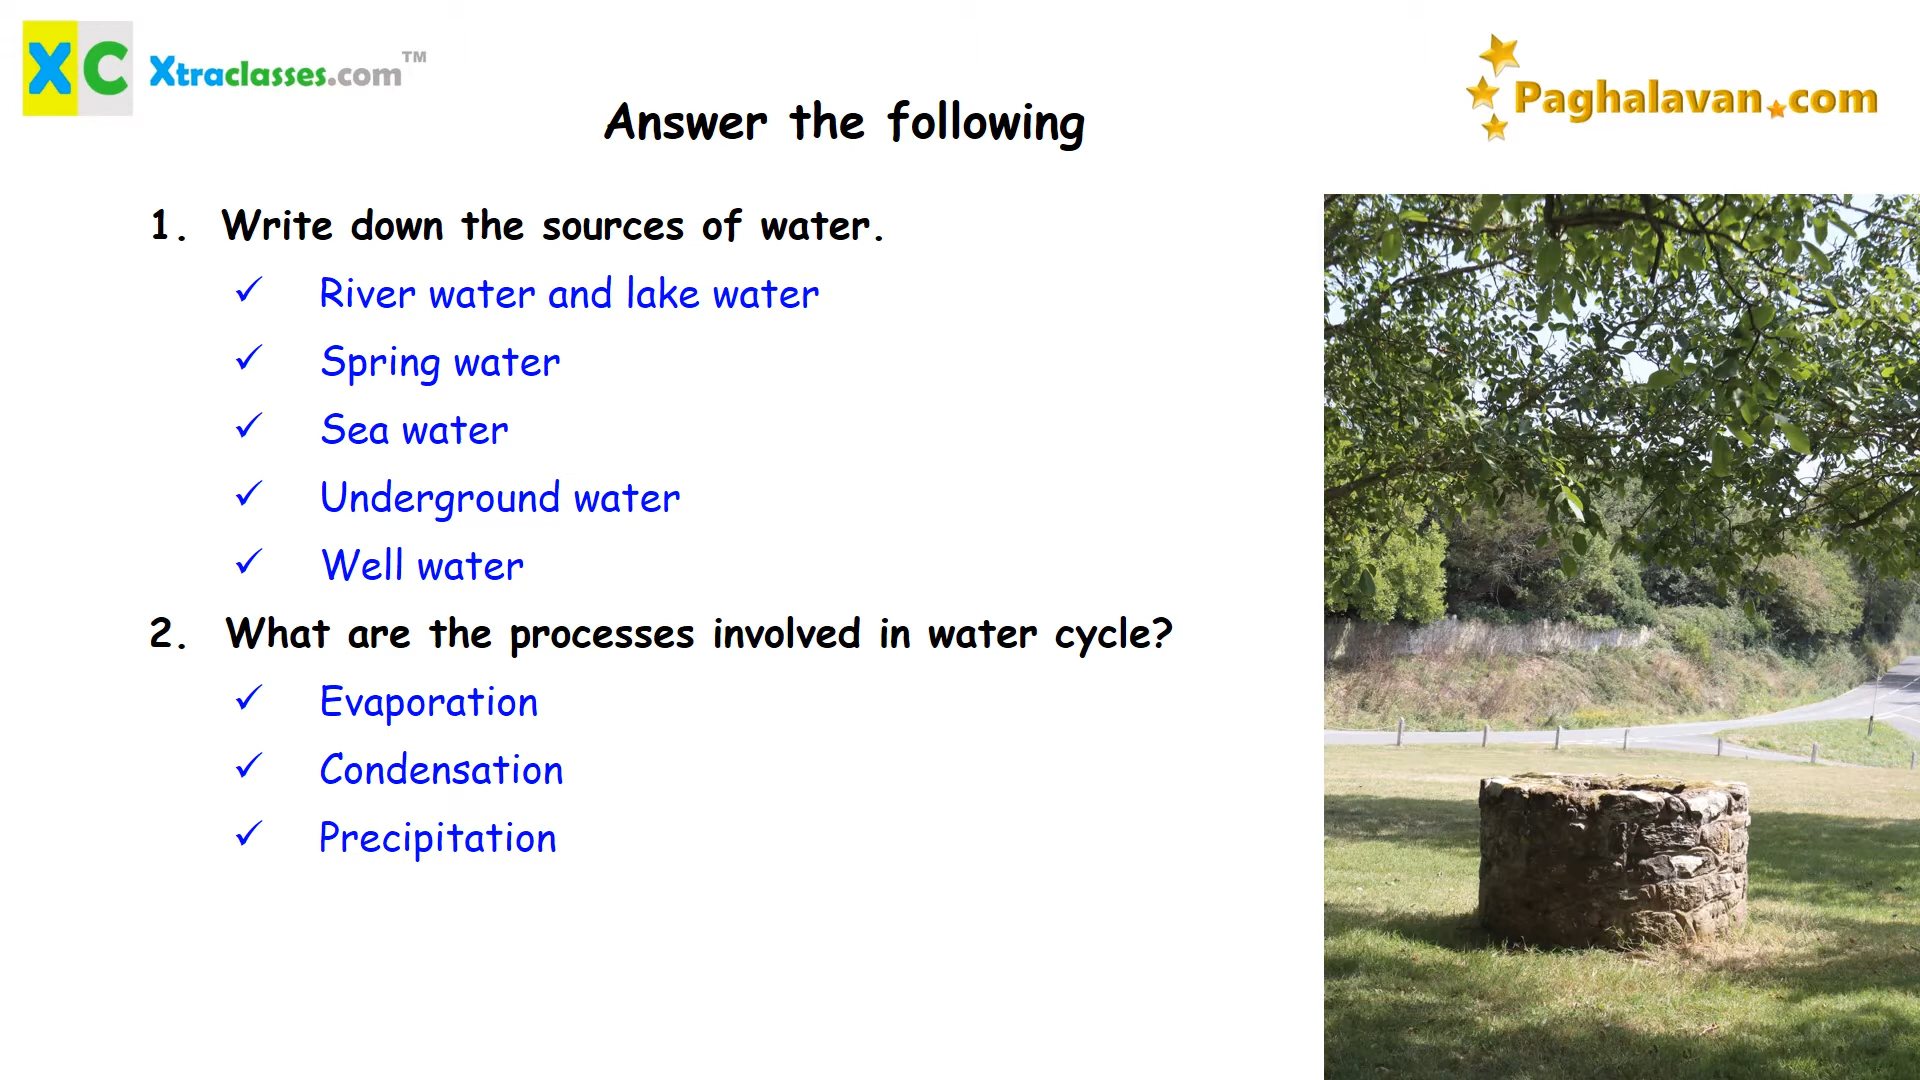 XC Xtraclasses.com™
Paghalavan.com
Answer the following
1. Write down the sources of water.
✓ River water and lake water
✓ Spring water
✓ Sea water
✓ Underground water
✓ Well water
2. What are the processes involved in water cycle?
✓ Evaporation
✓ Condensation
✓ Precipitation